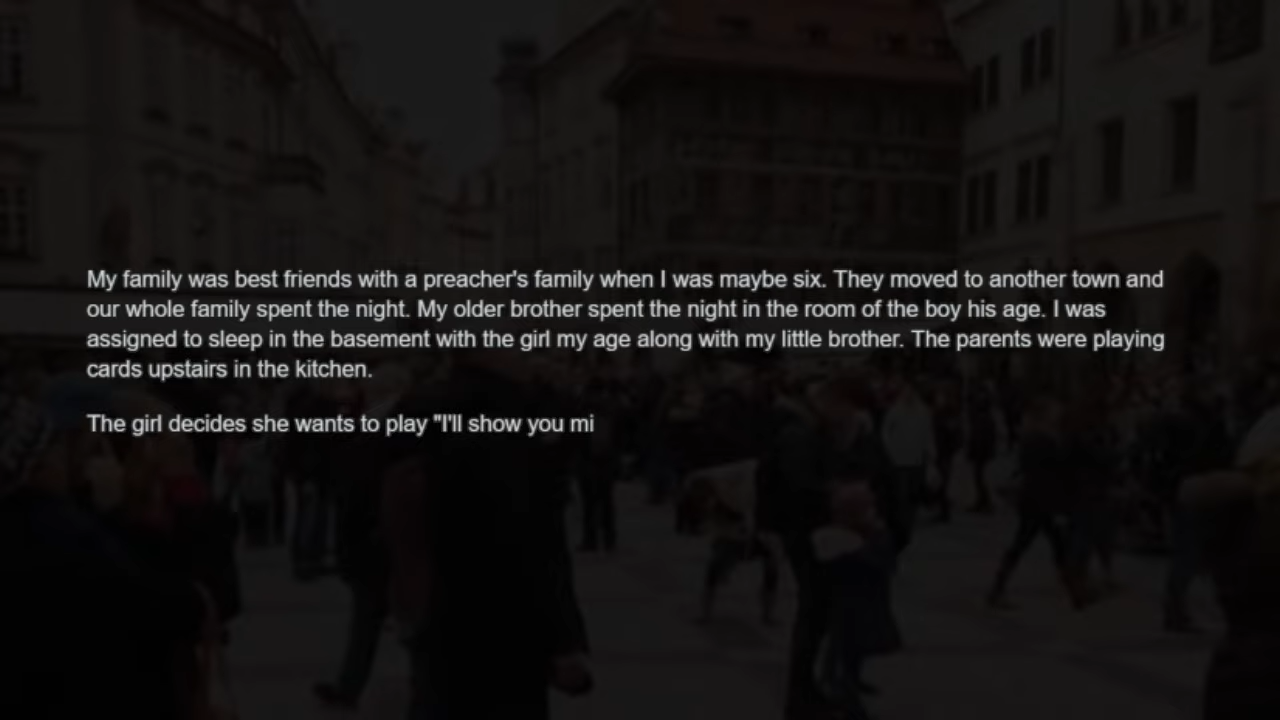 My family was best friends with a preacher's family when I was maybe six. They moved to another town and
our whole family spent the night. My older brother spent the night in the room of the boy his age. I was
assigned to sleep in the basement with the girl my age along with my little brother. The parents were playing
cards upstairs in the kitchen.
The girl decides she wants to play "I'll show you mi